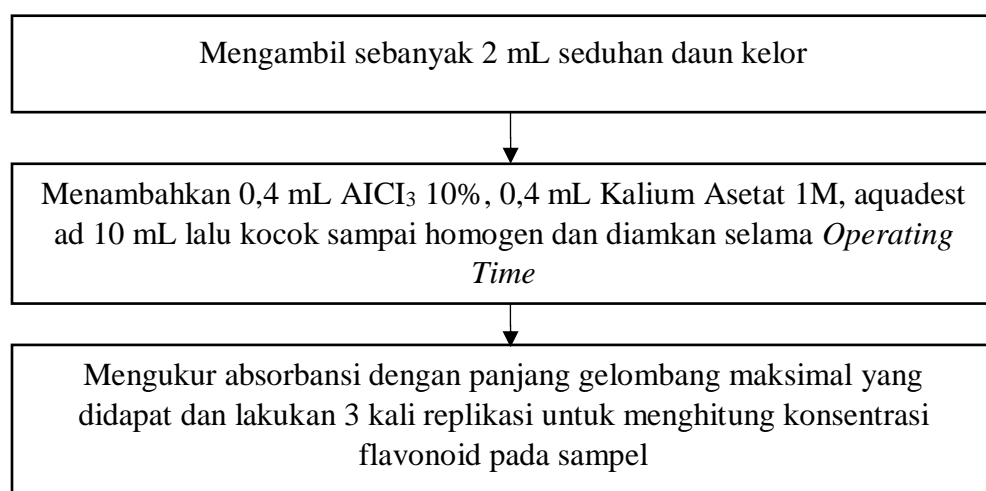 Mengambil sebanyak 2 mL seduhan daun kelor
Menambahkan 0,4 mL AICI₃ 10%, 0,4 mL Kalium Asetat 1M, aquadest
ad 10 mL lalu kocok sampai homogen dan diamkan selama Operating
Time
Mengukur absorbansi dengan panjang gelombang maksimal yang
didapat dan lakukan 3 kali replikasi untuk menghitung konsentrasi
flavonoid pada sampel